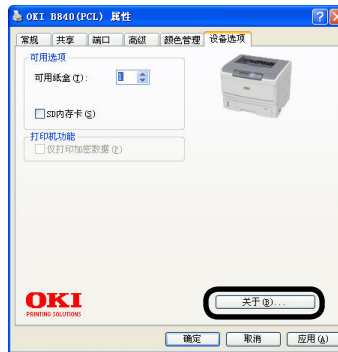 OKI B840(PCL) 属性
常规 共享 端口 高级 颜色管理 设备选项
可用选项
可用纸盒(T): 1
SD内存卡(S)
打印机功能
仅打印加密数据(P)
OKI
PRINTING SOLUTIONS
关于(B)...
确定 取消 应用(A)